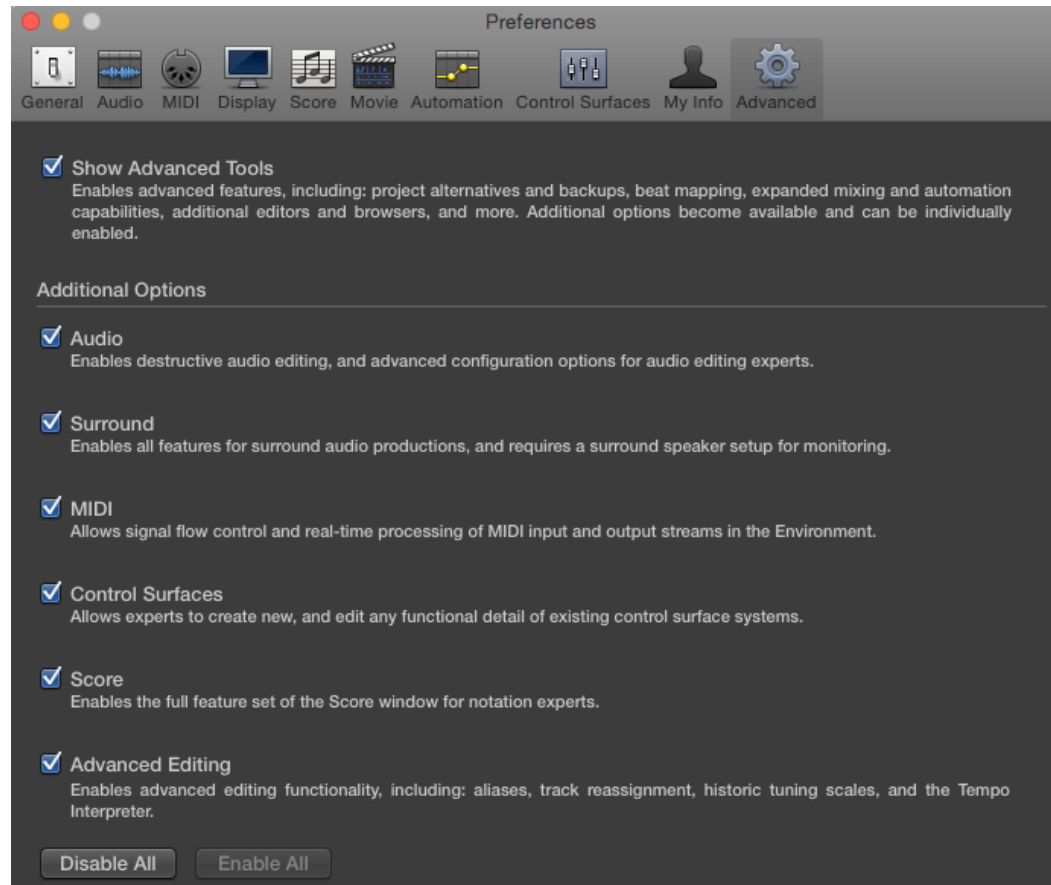 Preferences
General Audio MIDI Display Score Movie Automation Control Surfaces My Info Advanced
Show Advanced Tools
Enables advanced features, including: project alternatives and backups, beat mapping, expanded mixing and automation
capabilities, additional editors and browsers, and more. Additional options become available and can be individually
enabled.
Additional Options
Audio
Enables destructive audio editing, and advanced configuration options for audio editing experts.
Surround
Enables all features for surround audio productions, and requires a surround speaker setup for monitoring.
MIDI
Allows signal flow control and real-time processing of MIDI input and output streams in the Environment.
Control Surfaces
Allows experts to create new, and edit any functional detail of existing control surface systems.
Score
Enables the full feature set of the Score window for notation experts.
Advanced Editing
Enables advanced editing functionality, including: aliases, track reassignment, historic tuning scales, and the Tempo
Interpreter.
Disable All Enable All